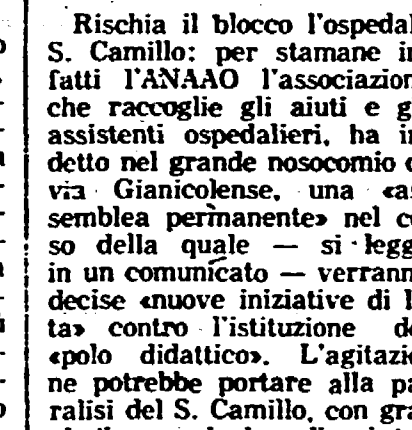 Rischia il blocco l'ospedal
S. Camillo: per stamane in
fatti l'ANAAO l'association
che raccoglie gli aiuti e g
assistenti ospedalieri, ha in
detto nel grande nosocomio d
via Gianicolense, una «as
semblea permanente» nel co
so della quale — si legg
in un comunicato — verrann
decise «nuove iniziative di l
ta» contro l'istituzione de
«polo didattico». L'agitazio
ne potrebbe portare alla pa
ralisi del S. Camillo, con gra